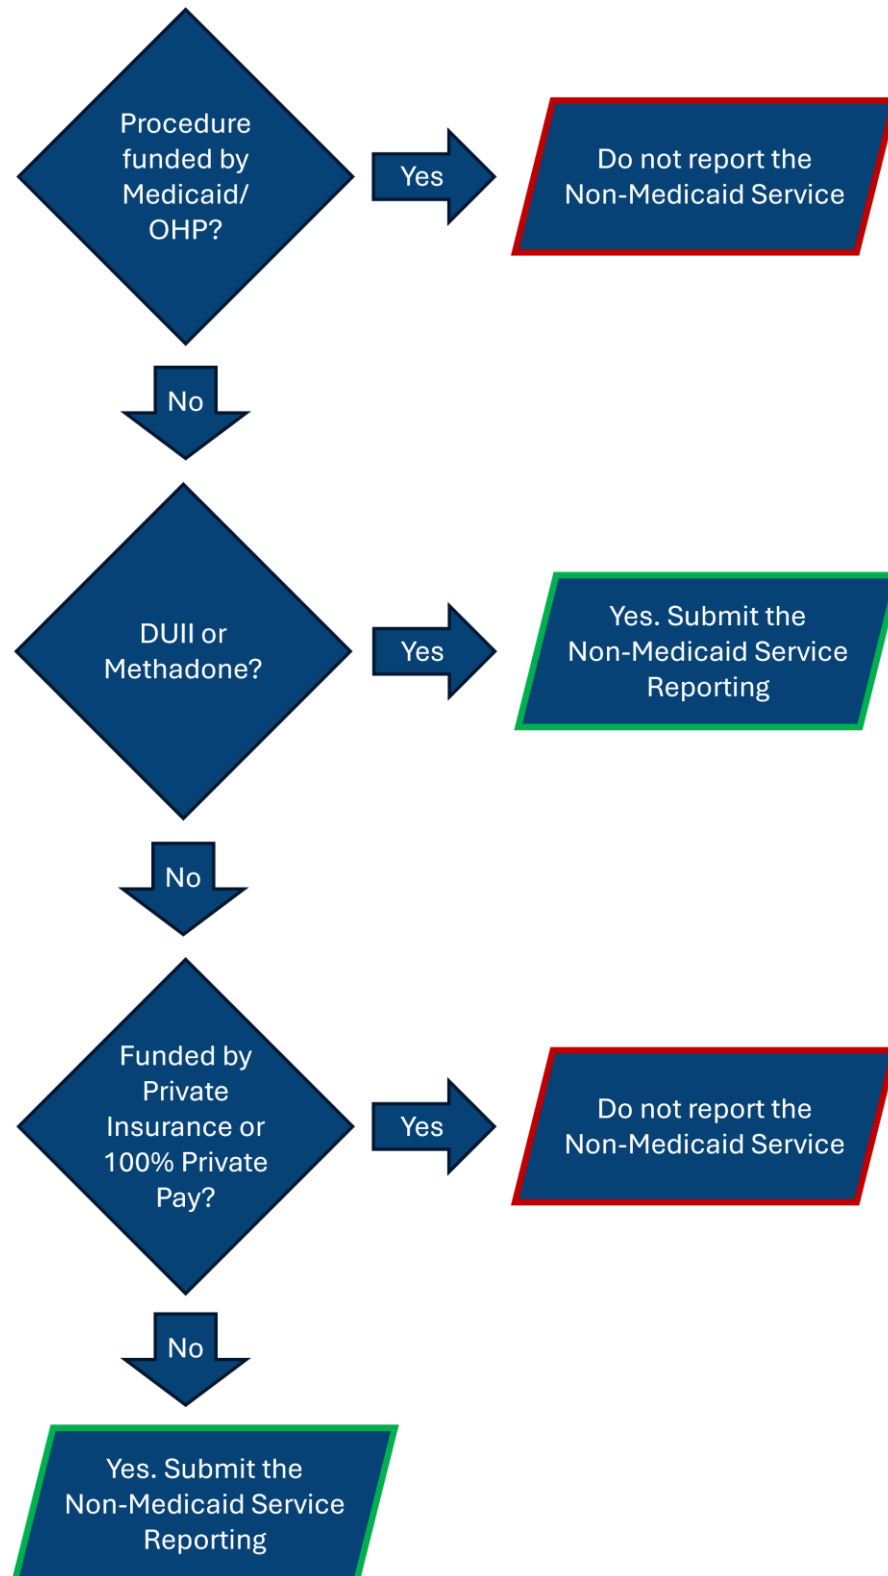 Procedure
funded by
Medicaid/
OHP?
Yes
Do not report the
Non-Medicaid Service
No
DUII or
Methadone?
Yes
Yes. Submit the
Non-Medicaid Service
Reporting
No
Funded by
Private
Insurance or
100% Private
Pay?
Yes
Do not report the
Non-Medicaid Service
No
Yes. Submit the
Non-Medicaid Service
Reporting